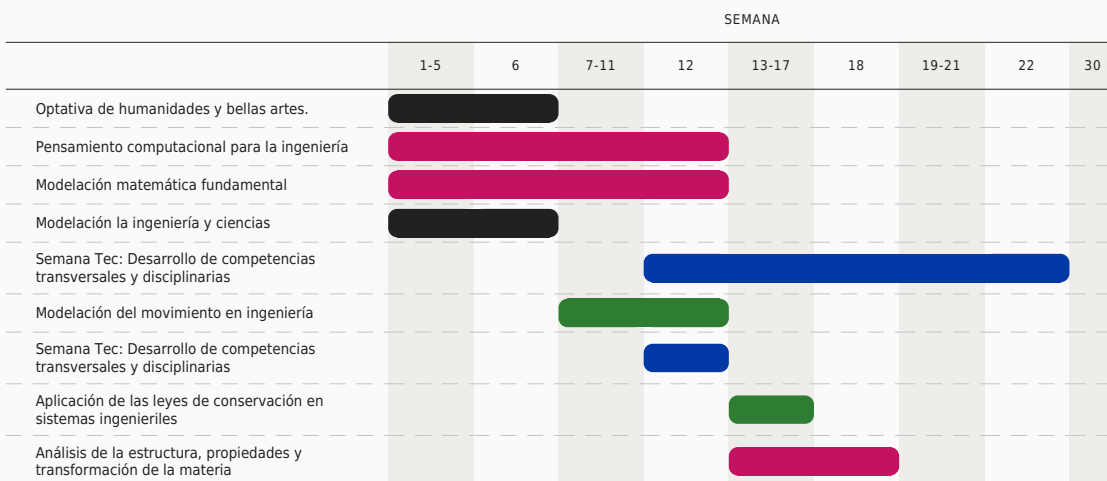 SEMANA
1-5 6 7-11 12 13-17 18 19-21 22 30
Optativa de humanidades y bellas artes.
Pensamiento computacional para la ingeniería
Modelación matemática fundamental
Modelación la ingeniería y ciencias
Semana Tec: Desarrollo de competencias
transversales y disciplinarias
Modelación del movimiento en ingeniería
Semana Tec: Desarrollo de competencias
transversales y disciplinarias
Aplicación de las leyes de conservación en
sistemas ingenieriles
Análisis de la estructura, propiedades y
transformación de la materia